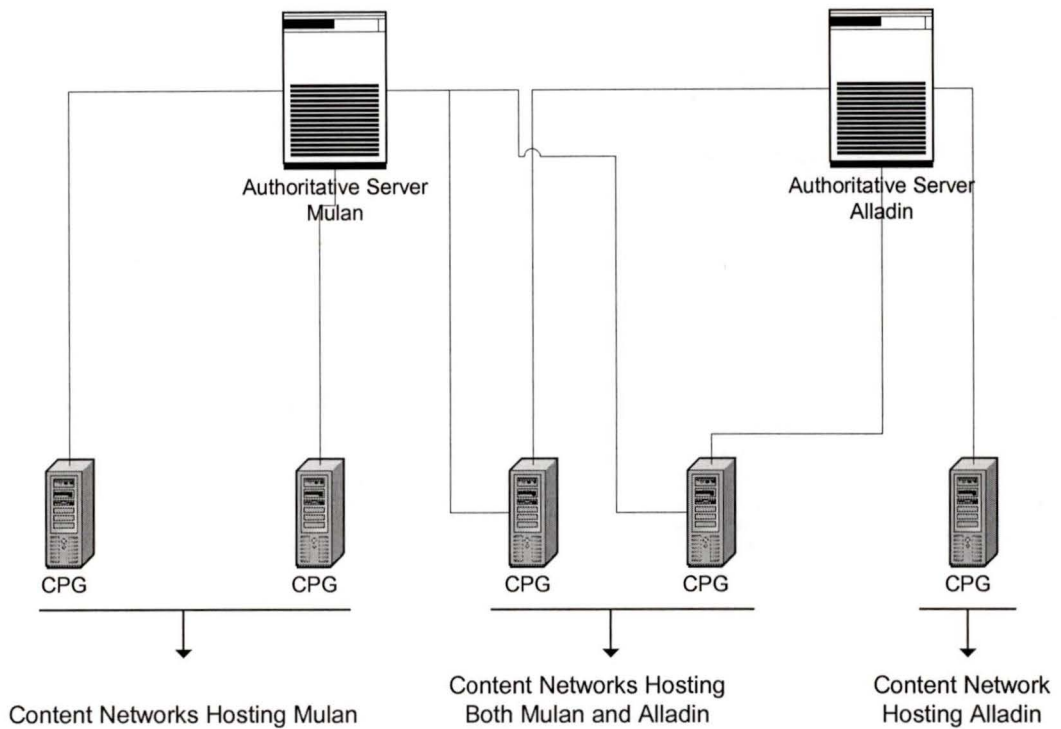 Authoritative Server
Mulan
Authoritative Server
Alladin
CPG
CPG
CPG
CPG
CPG
Content Networks Hosting Mulan
Content Networks Hosting
Both Mulan and Alladin
Content Network
Hosting Alladin